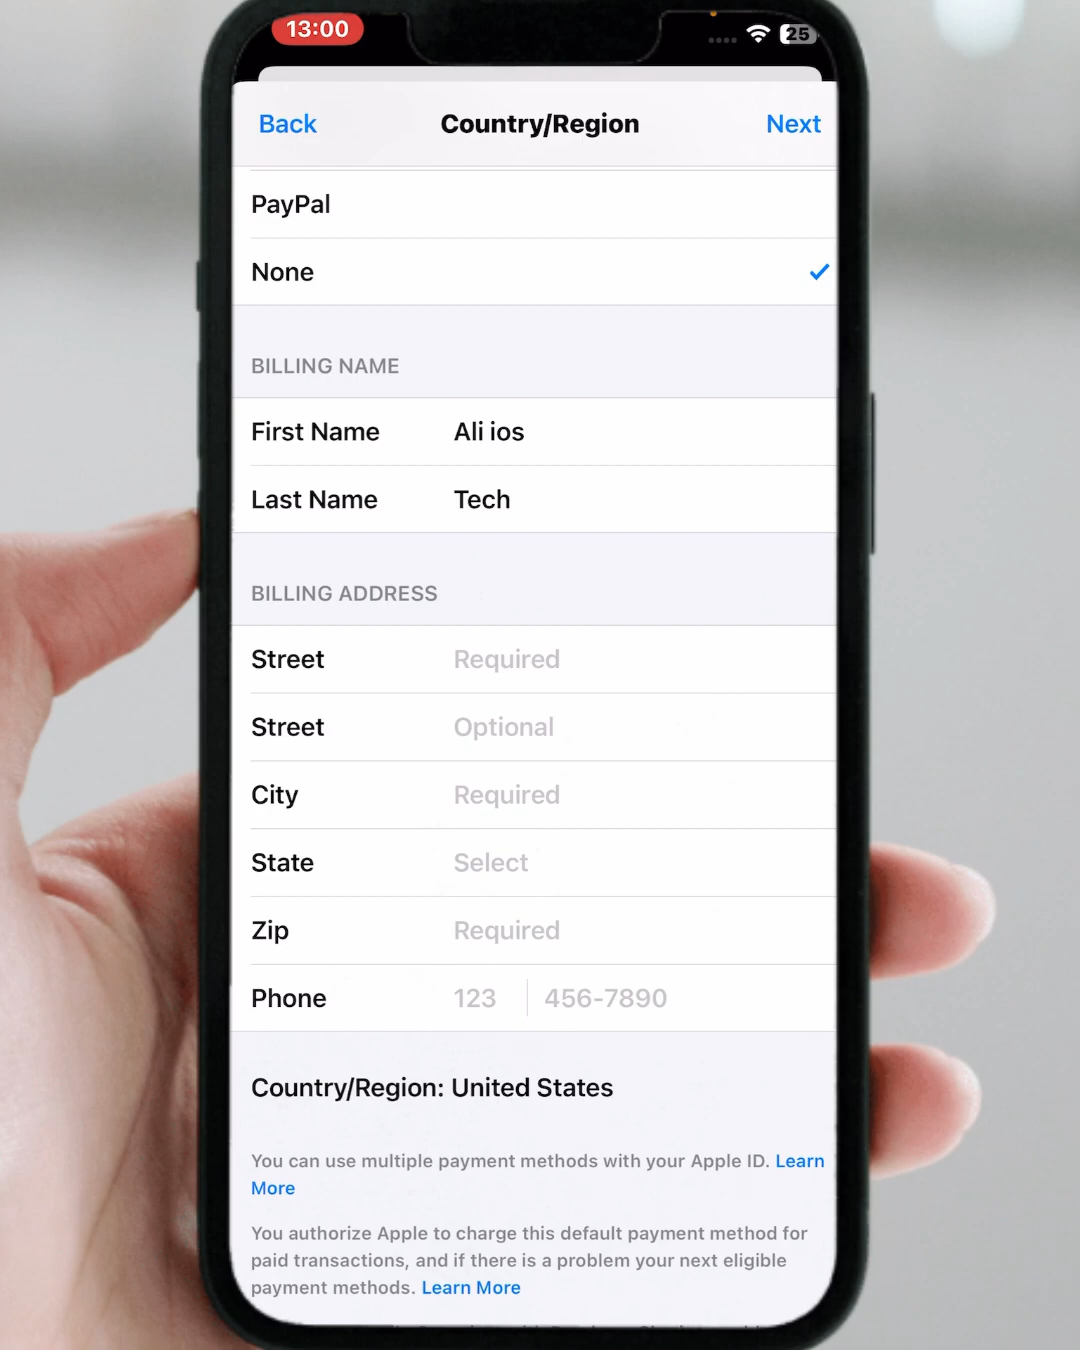 13:00
25
Back Country/Region Next
PayPal
None
BILLING NAME
First Name Ali ios
Last Name Tech
BILLING ADDRESS
Street Required
Street Optional
City Required
State Select
Zip Required
Phone 123 456-7890
Country/Region: United States
You can use multiple payment methods with your Apple ID. Learn
More
You authorize Apple to charge this default payment method for
paid transactions, and if there is a problem your next eligible
payment methods. Learn More